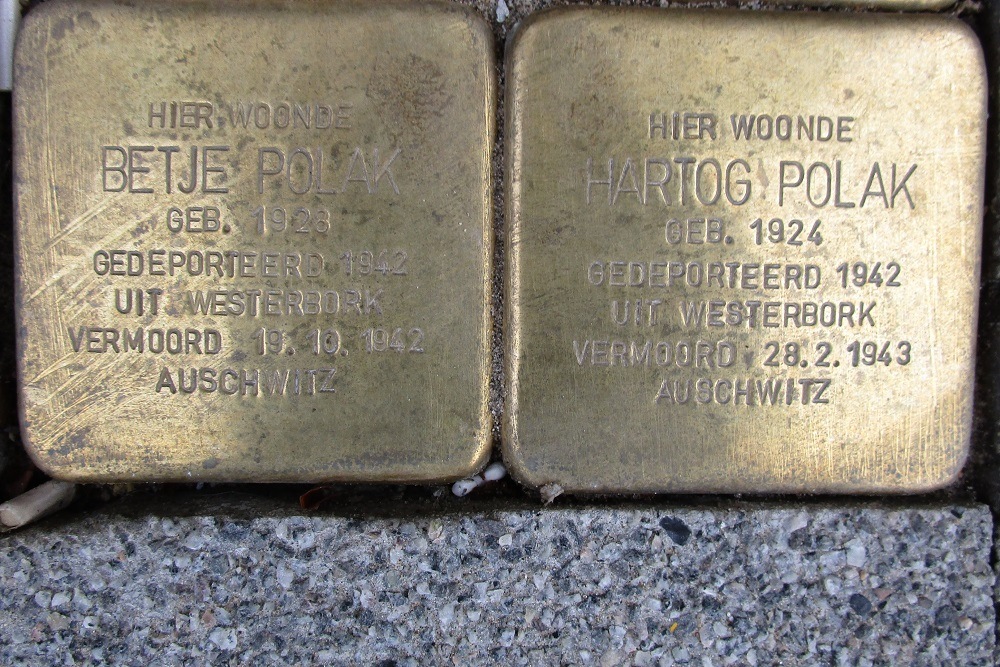 HIER WOONDE
BETJE POLAK
GEB. 1923
GEDEPORTEERD 1942
UIT WESTERBORK
VERMOORD 19.10.1942
AUSCHWITZ
HIER WOONDE
HARTOG POLAK
GEB. 1924
GEDEPORTEERD 1942
UIT WESTERBORK
VERMOORD 28.2.1943
AUSCHWITZ